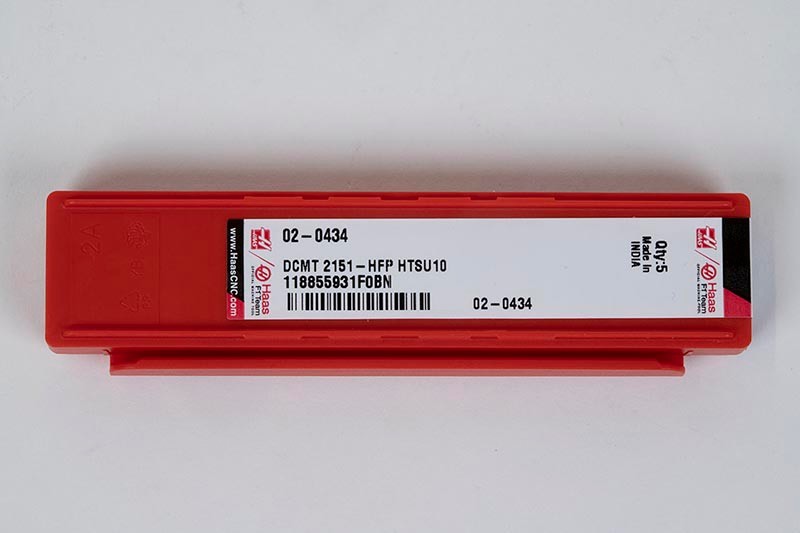 02-0434
DCMT 2151-HFP HTSU10
118855931F0BN
02-0434
www.HaasCNC.com
Haas
F1 Team
Qty:5
Made In
INDIA
Haas
F1 Team
2A